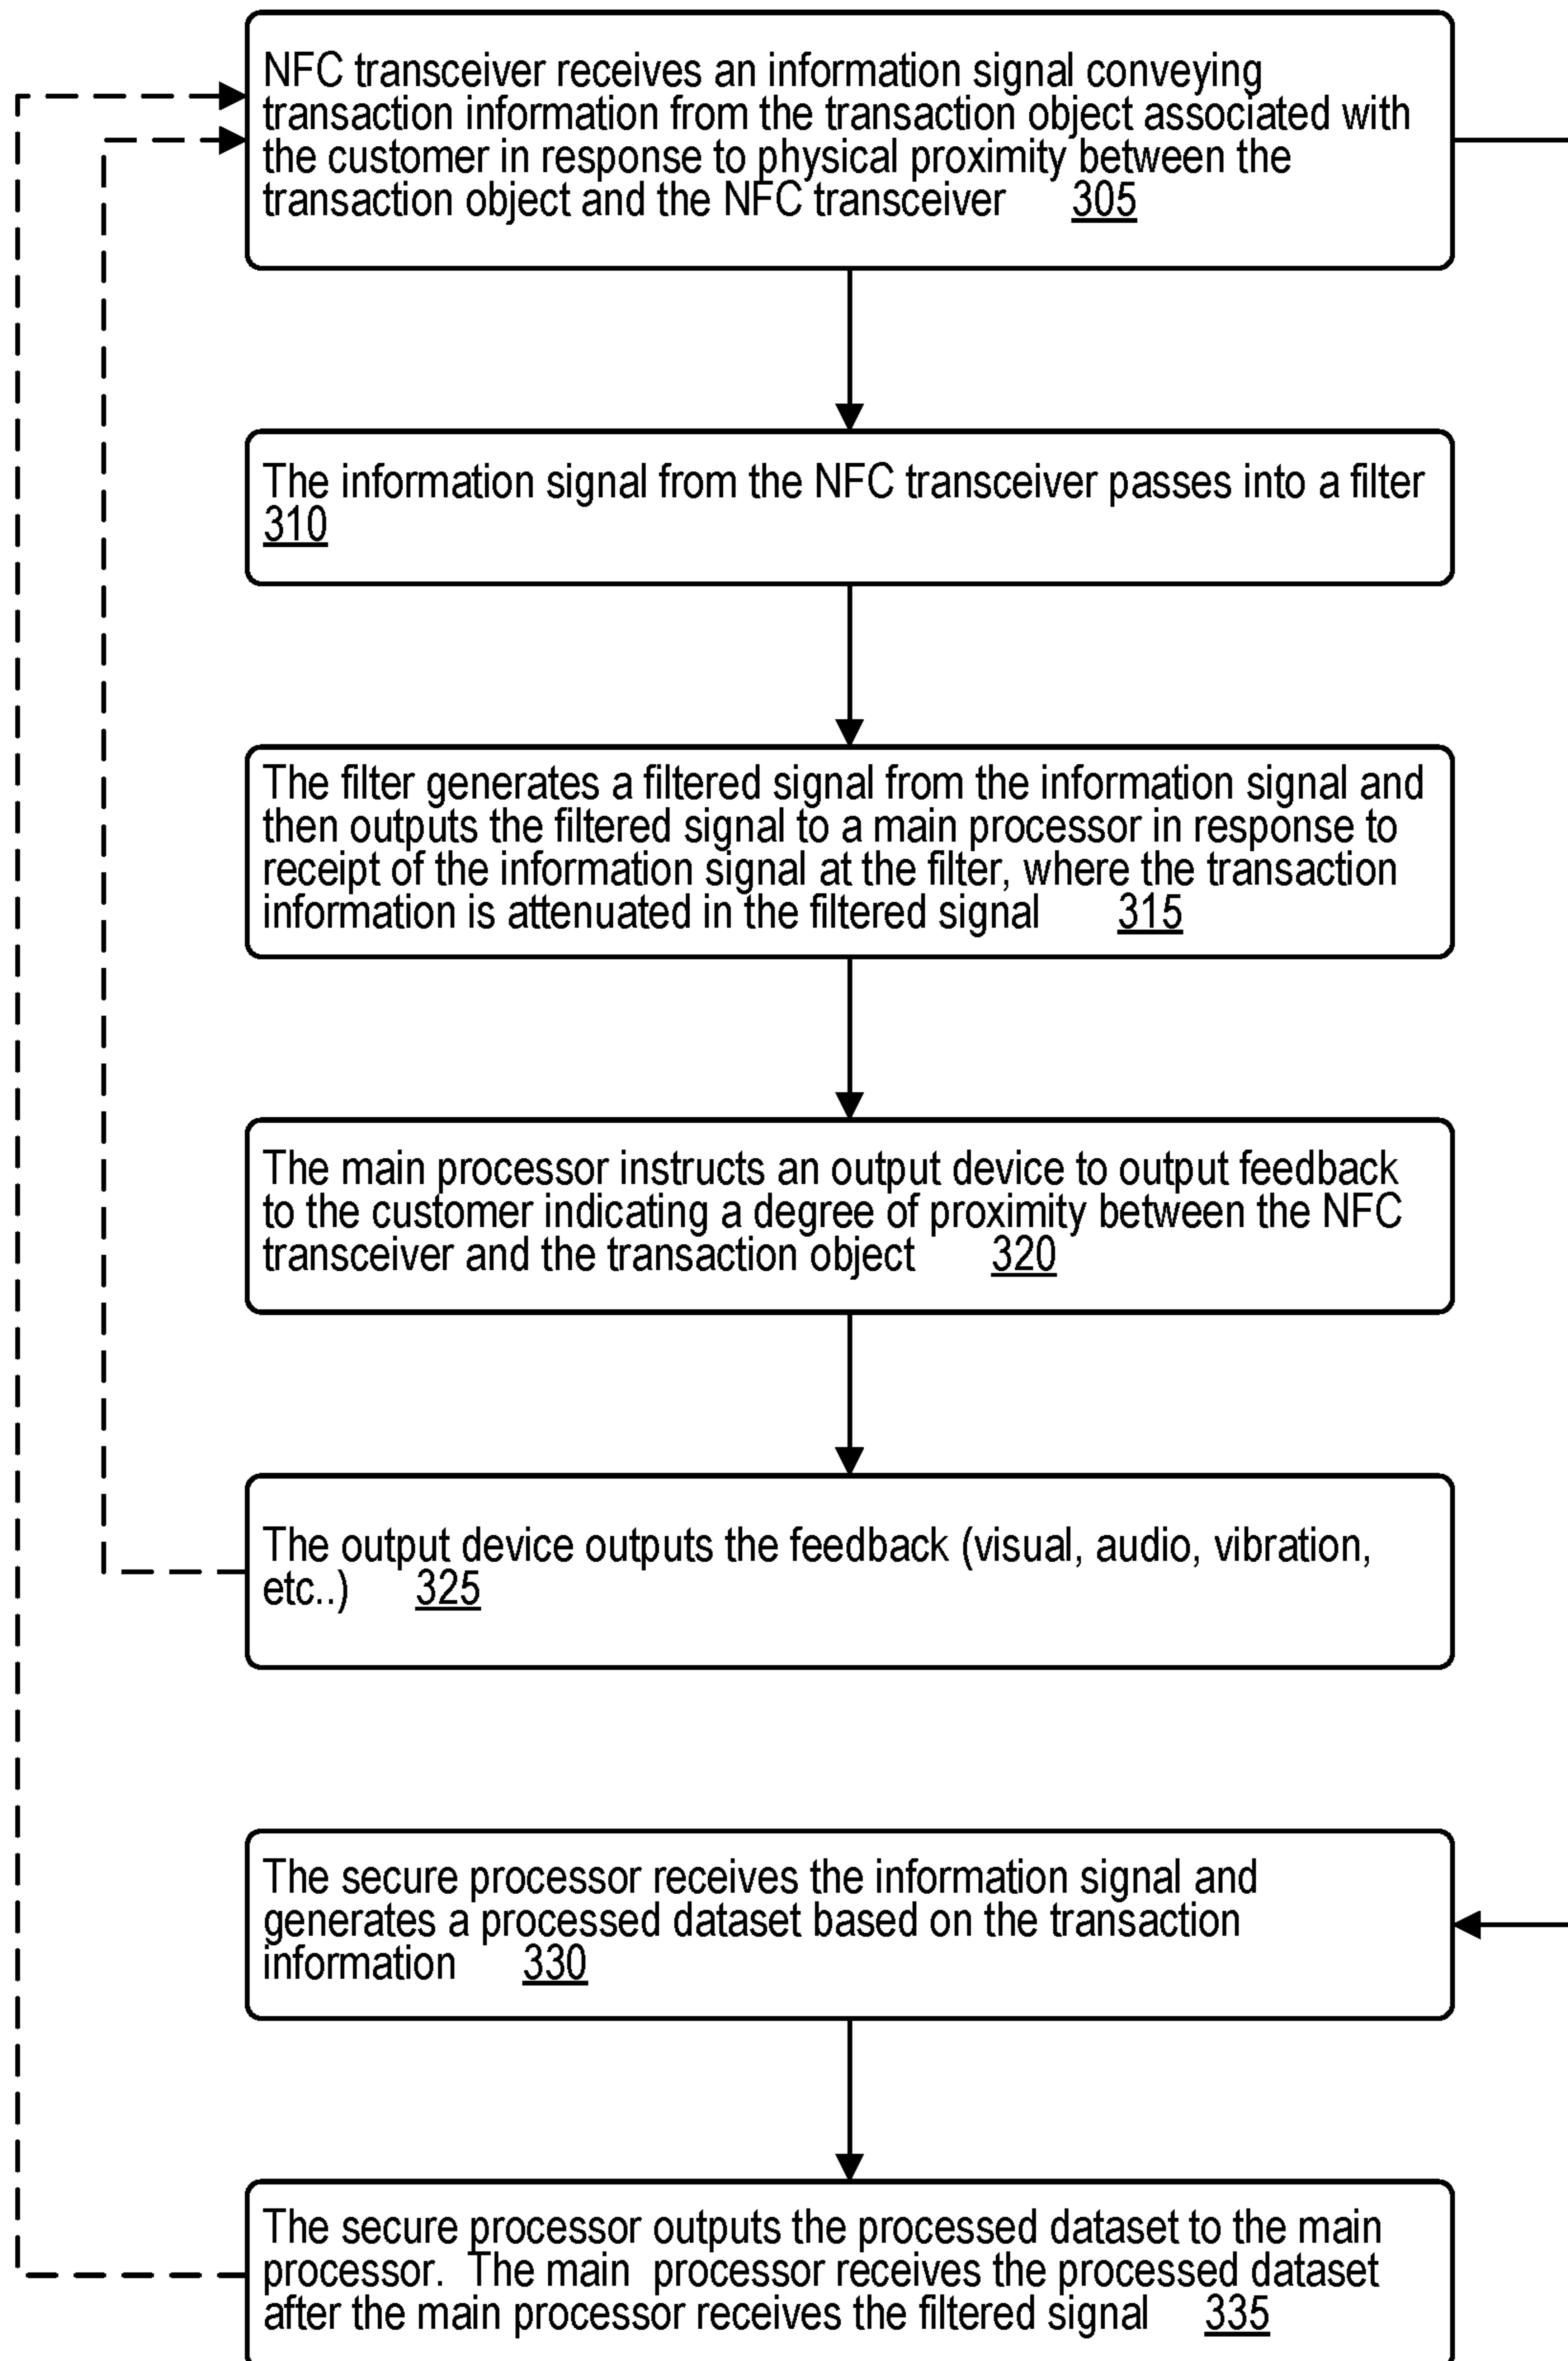 NFC transceiver receives an information signal conveying
transaction information from the transaction object associated with
the customer in response to physical proximity between the
transaction object and the NFC transceiver 305
The information signal from the NFC transceiver passes into a filter
310
The filter generates a filtered signal from the information signal and
then outputs the filtered signal to a main processor in response to
receipt of the information signal at the filter, where the transaction
information is attenuated in the filtered signal 315
The main processor instructs an output device to output feedback
to the customer indicating a degree of proximity between the NFC
transceiver and the transaction object 320
The output device outputs the feedback (visual, audio, vibration,
etc..) 325
The secure processor receives the information signal and
generates a processed dataset based on the transaction
information 330
The secure processor outputs the processed dataset to the main
processor. The main processor receives the processed dataset
after the main processor receives the filtered signal 335